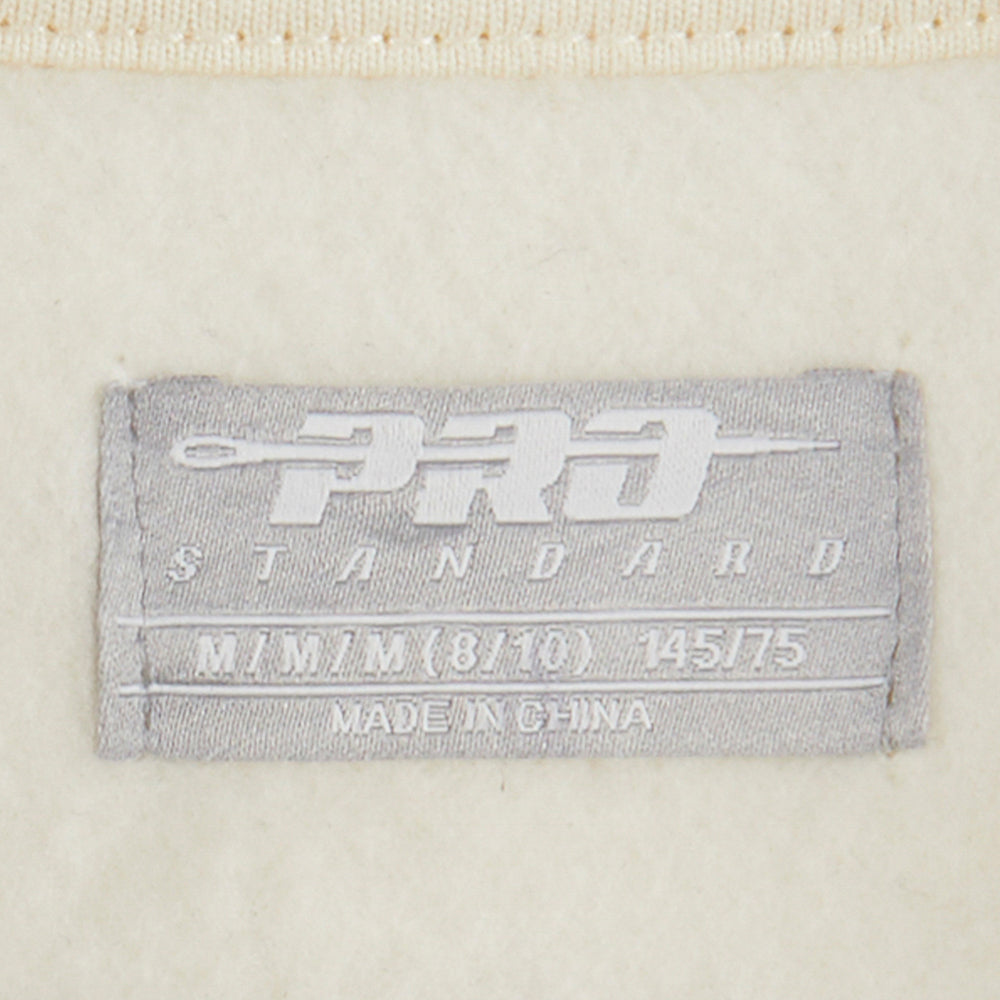 PRO
STANDARD
M/M/M (8/10) 145/75
MADE IN CHINA